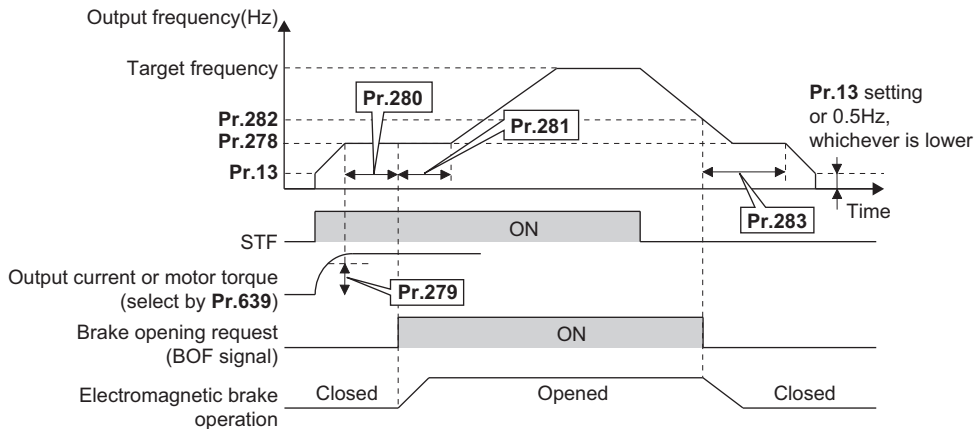 Output frequency(Hz)
Target frequency
Pr.280
Pr.13 setting
or 0.5Hz,
whichever is lower
Pr.282
Pr.281
Pr.278
Pr.13
Time
Pr.283
STF
ON
Output current or motor torque
(select by Pr.639)
Pr.279
Brake opening request
(BOF signal)
ON
Electromagnetic brake
operation
Closed
Opened
Closed